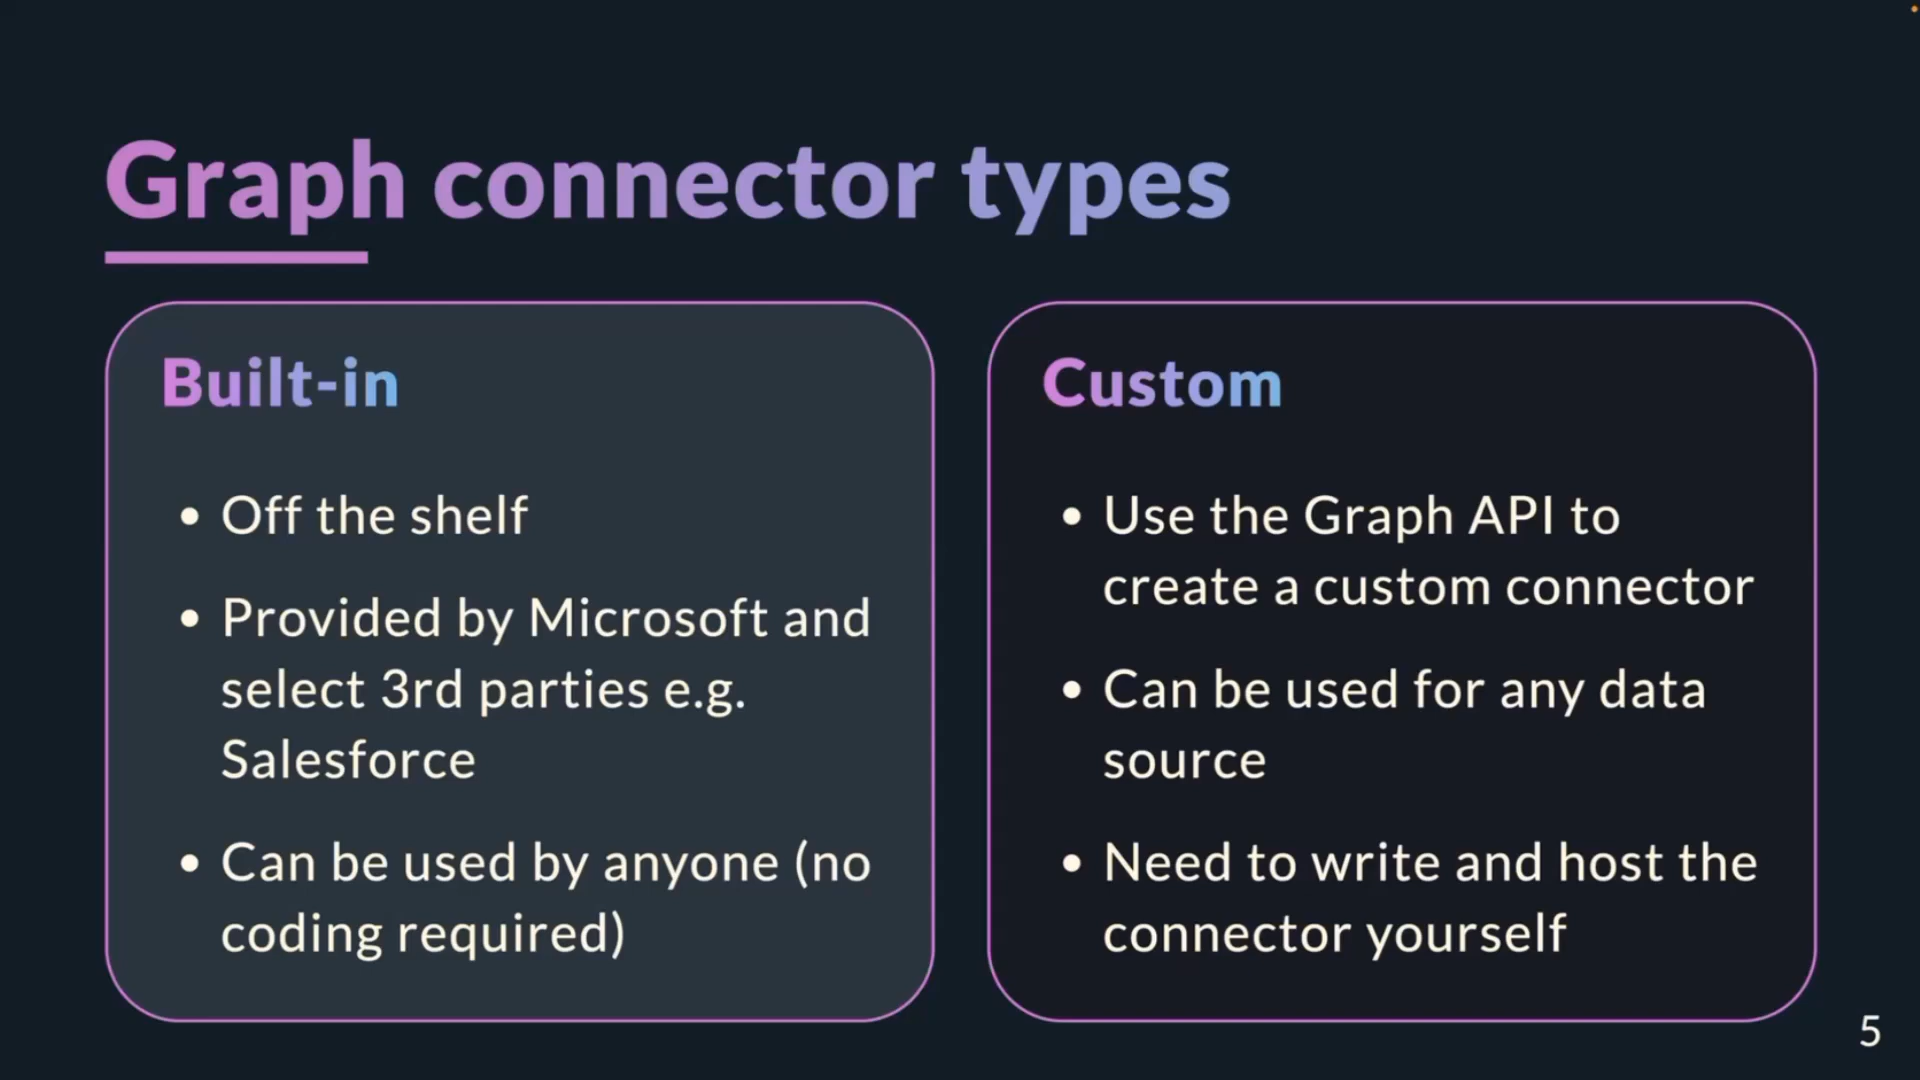 Graph connector types
Built-in
• Off the shelf
• Provided by Microsoft and
select 3rd parties e.g.
Salesforce
• Can be used by anyone (no
coding required)
Custom
• Use the Graph API to
create a custom connector
• Can be used for any data
source
• Need to write and host the
connector yourself
5